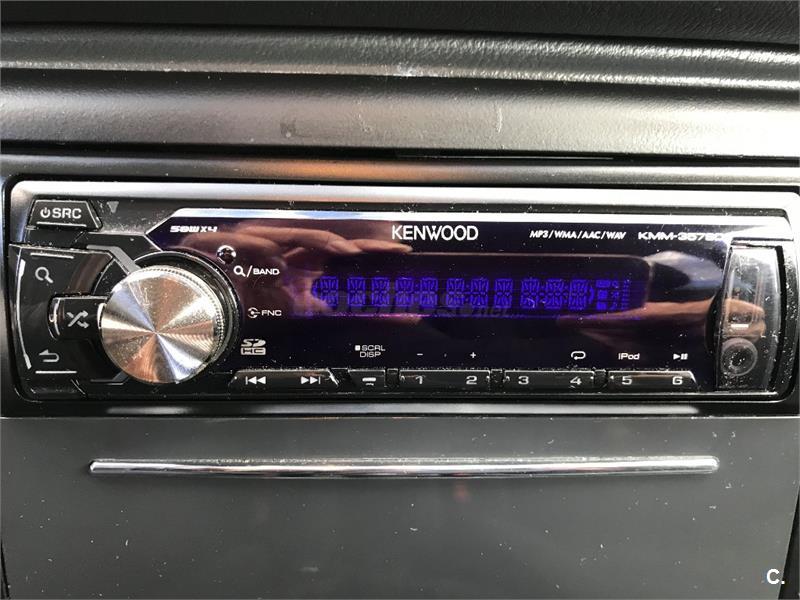 SRC
50W X4
KENWOOD
MP3/WMA/AAC/WAV
/BAND
FNC
SD
HC
SCRL
DISP
- +
iPod
1 2 3 4 5 6
C.